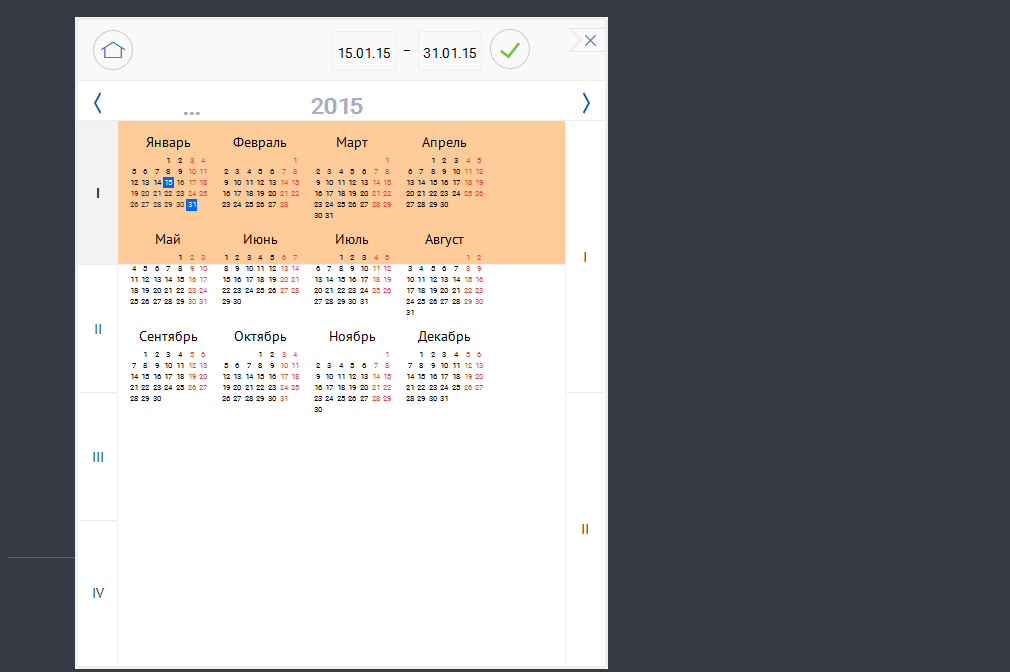 15.01.15 – 31.01.15
... 2015
Январь Февраль Март Апрель
1 2 3 4 1 1 1 2 3 4 5
5 6 7 8 9 10 11 2 3 4 5 6 7 8 2 3 4 5 6 7 8 6 7 8 9 10 11 12
12 13 14 15 16 17 18 9 10 11 12 13 14 15 9 10 11 12 13 14 15 13 14 15 16 17 18 19
I
19 20 21 22 23 24 25 16 17 18 19 20 21 22 16 17 18 19 20 21 22 20 21 22 23 24 25 26
26 27 28 29 30 31 23 24 25 26 27 28 23 24 25 26 27 28 29 27 28 29 30
30 31
Май Июнь Июль Август
1 2 3 1 2 3 4 5 6 7 1 2 3 4 5 1 2
I
4 5 6 7 8 9 10 8 9 10 11 12 13 14 6 7 8 9 10 11 12 3 4 5 6 7 8 9
11 12 13 14 15 16 17 15 16 17 18 19 20 21 13 14 15 16 17 18 19 10 11 12 13 14 15 16
18 19 20 21 22 23 24 22 23 24 25 26 27 28 20 21 22 23 24 25 26 17 18 19 20 21 22 23
25 26 27 28 29 30 31 29 30 27 28 29 30 31 24 25 26 27 28 29 30
31
II
Сентябрь Октябрь Ноябрь Декабрь
1 2 3 4 5 6 1 2 3 4 1 1 2 3 4 5 6
7 8 9 10 11 12 13 5 6 7 8 9 10 11 2 3 4 5 6 7 8 7 8 9 10 11 12 13
14 15 16 17 18 19 20 12 13 14 15 16 17 18 9 10 11 12 13 14 15 14 15 16 17 18 19 20
21 22 23 24 25 26 27 19 20 21 22 23 24 25 16 17 18 19 20 21 22 21 22 23 24 25 26 27
28 29 30 26 27 28 29 30 31 23 24 25 26 27 28 29 28 29 30 31
30
III
II
IV